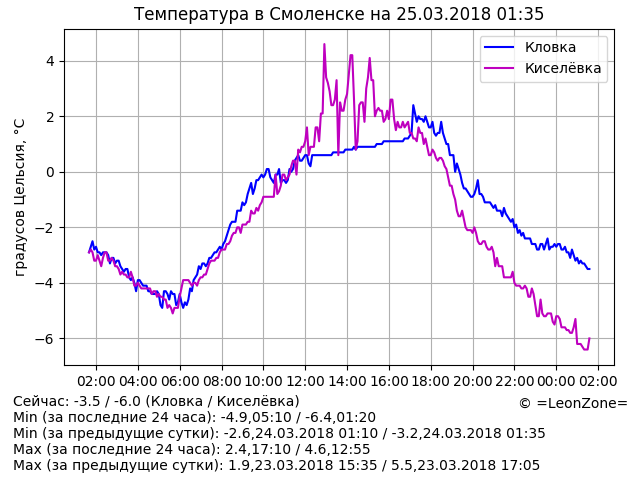 Температура в Смоленске на 25.03.2018 01:35
Кловка
Киселёвка
градусов Цельсия, °C
4
2
0
−2
−4
−6
02:00 04:00 06:00 08:00 10:00 12:00 14:00 16:00 18:00 20:00 22:00 00:00 02:00
Сейчас: -3.5 / -6.0 (Кловка / Киселёвка)
© =LeonZone=
Min (за последние 24 часа): -4.9,05:10 / -6.4,01:20
Min (за предыдущие сутки): -2.6,24.03.2018 01:10 / -3.2,24.03.2018 01:35
Max (за последние 24 часа): 2.4,17:10 / 4.6,12:55
Max (за предыдущие сутки): 1.9,23.03.2018 15:35 / 5.5,23.03.2018 17:05